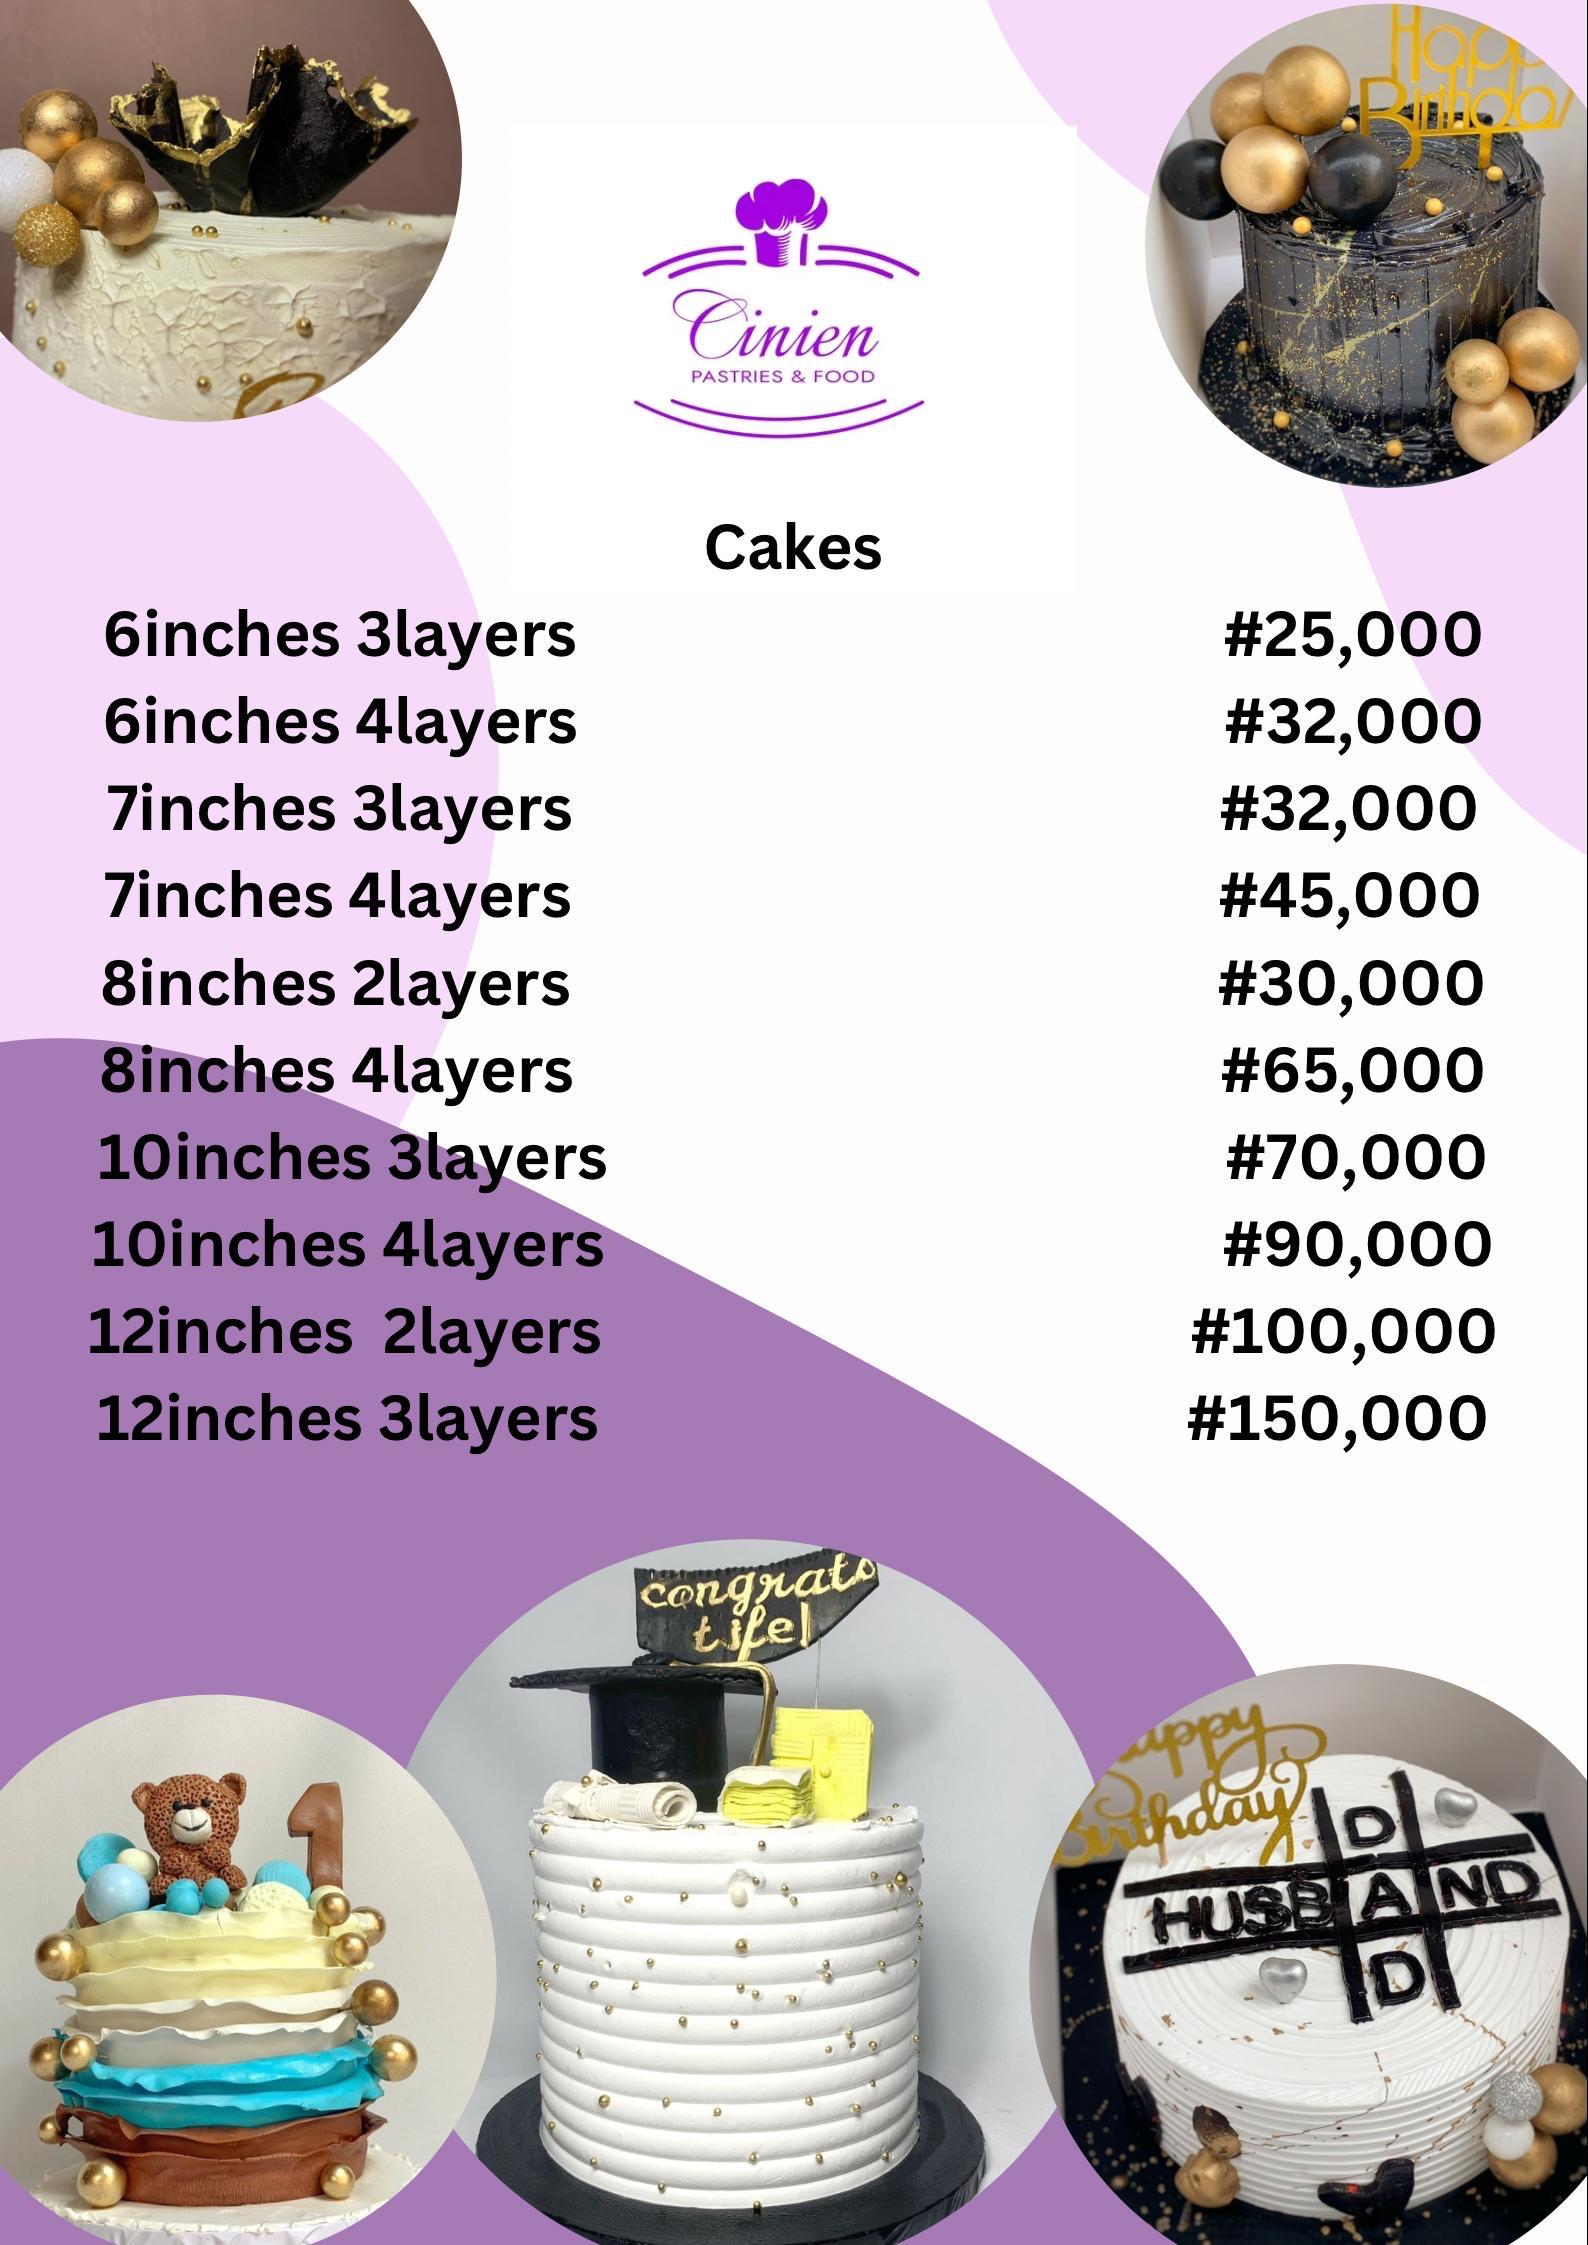 Happy
Birthday
Cinien
PASTRIES & FOOD
Cakes
6inches 3layers #25,000
6inches 4layers #32,000
7inches 3layers #32,000
7inches 4layers #45,000
8inches 2layers #30,000
8inches 4layers #65,000
10inches 3layers #70,000
10inches 4layers #90,000
12inches  2layers #100,000
12inches 3layers #150,000
congrats
tife!
1
Happy
Birthday
D
HUSBAND
D